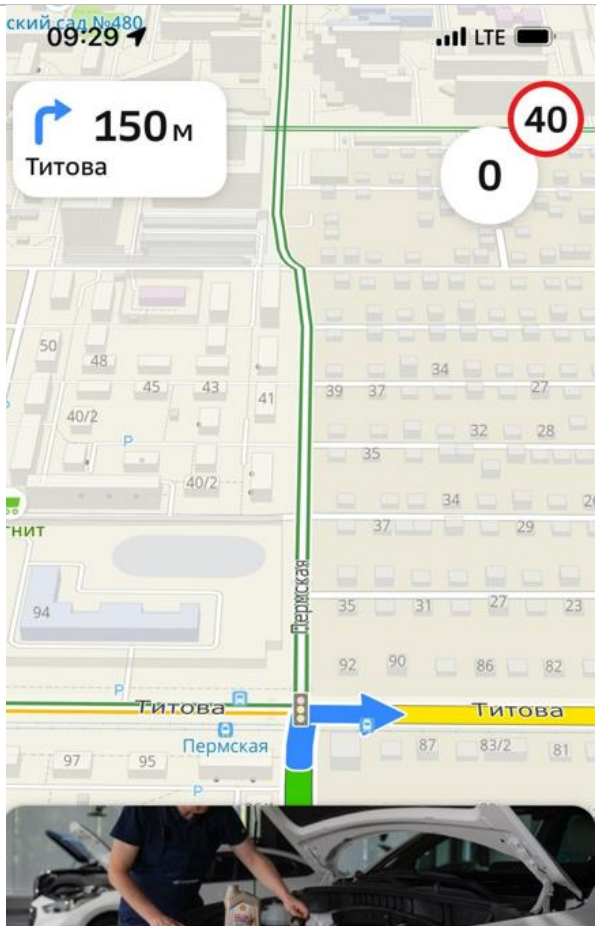 ский сад №480
09:29
LTE
150 м
Титова
40
0
50
48
45
43
41
39
37
34
27
40/2
P
32
28
35
40/2
34
26
гнит
37
29
Пермская
94
35
31
27
23
92
90
86
82
P
Титова
Титова
Пермская
97
95
87
83/2
81
P